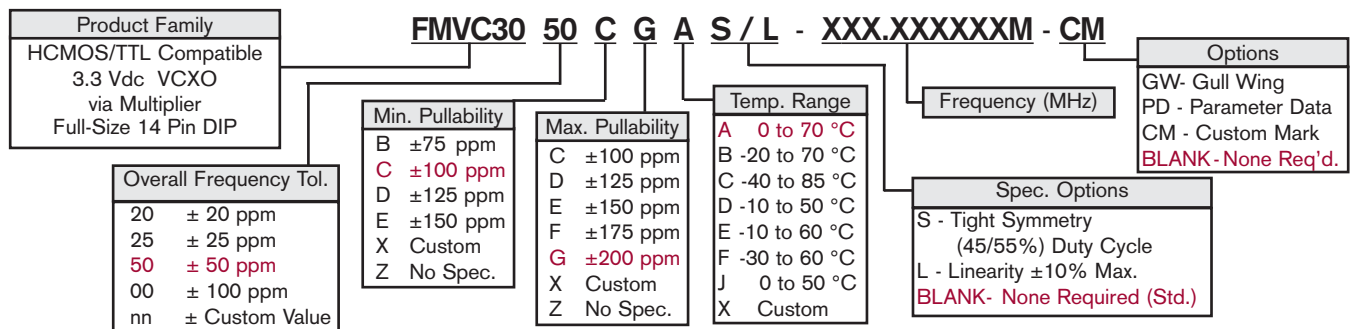 FMVC30 50 C G A S / L - XXX.XXXXXXM - CM
Product Family
HCMOS/TTL Compatible
3.3 Vdc VCXO
via Multiplier
Full-Size 14 Pin DIP
Overall Frequency Tol.
20 ± 20 ppm
25 ± 25 ppm
50 ± 50 ppm
00 ± 100 ppm
nn ± Custom Value
Min. Pullability
B ±75 ppm
C ±100 ppm
D ±125 ppm
E ±150 ppm
X Custom
Z No Spec.
Max. Pullability
C ±100 ppm
D ±125 ppm
E ±150 ppm
F ±175 ppm
G ±200 ppm
X Custom
Z No Spec.
Temp. Range
A 0 to 70 °C
B -20 to 70 °C
C -40 to 85 °C
D -10 to 50 °C
E -10 to 60 °C
F -30 to 60 °C
J 0 to 50 °C
X Custom
Frequency (MHz)
Spec. Options
S - Tight Symmetry
(45/55%) Duty Cycle
L - Linearity ±10% Max.
BLANK- None Required (Std.)
Options
GW- Gull Wing
PD - Parameter Data
CM - Custom Mark
BLANK - None Req'd.